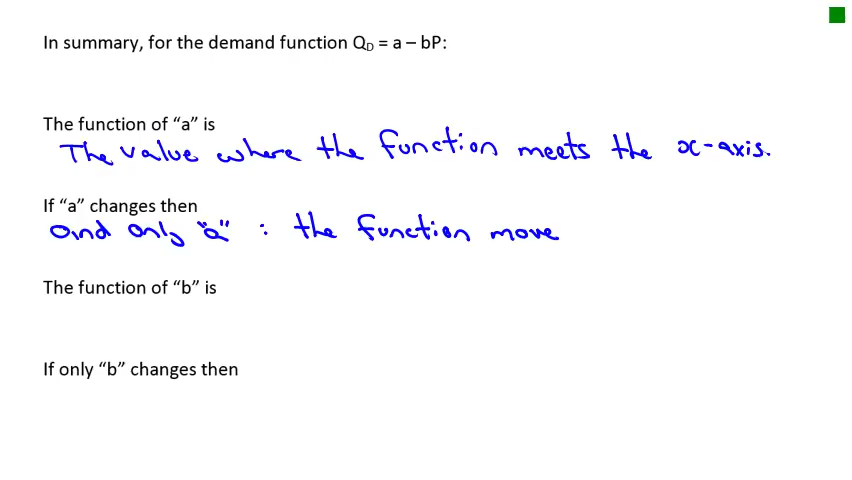 In summary, for the demand function QD = a – bP:
The function of “a” is
The value where the function meets the x-axis.
If “a” changes then
and only "a" : the function move
The function of “b” is
If only “b” changes then